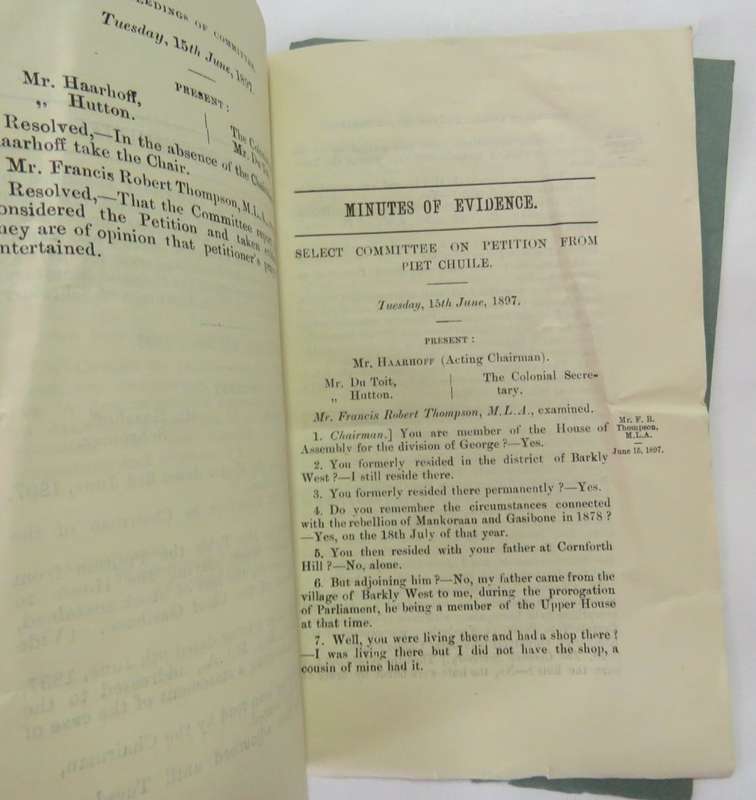 EEDINGS OF COMMITTEE.
Tuesday, 15th June, 1897.
PRESENT :
Mr. Haarhoff,
„ Hutton.
The Colonial
Mr. Du
Resolved,—In the absence of the
aarhoff take the Chair.
Mr. Francis Robert Thompson, M.L.A.,
Resolved,—That the Committee
onsidered the Petition and taken
hey are of opinion that petitioner's
ntertained.
MINUTES OF EVIDENCE.
SELECT COMMITTEE ON PETITION FROM
PIET CHUILE.
Tuesday, 15th June, 1897.
PRESENT :
Mr. HAARHOFF (Acting Chairman).
Mr. Du Toit, The Colonial Secre-
„ Hutton. tary.
Mr. Francis Robert Thompson, M.L.A., examined.
Mr. F. R.
Thompson,
M.L.A.
June 15, 1897.
1. Chairman.] You are member of the House of
Assembly for the division of George ?—Yes.
2. You formerly resided in the district of Barkly
West ?—I still reside there.
3. You formerly resided there permanently ?—Yes.
4. Do you remember the circumstances connected
with the rebellion of Mankoraan and Gasibone in 1878 ?
—Yes, on the 18th July of that year.
5. You then resided with your father at Cornforth
Hill ?—No, alone.
6. But adjoining him ?—No, my father came from the
village of Barkly West to me, during the prorogation
of Parliament, he being a member of the Upper House
at that time.
7. Well, you were living there and had a shop there ?
—I was living there but I did not have the shop, a
cousin of mine had it.